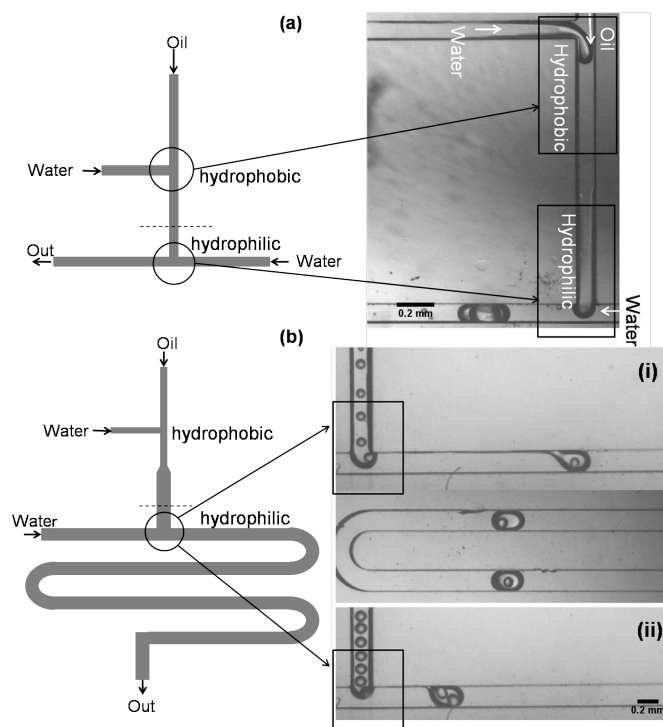 (a)
Oil
Water
hydrophobic
hydrophilic
Out
Water
Water
Oil
Hydrophobic
Hydrophilic
0.2 mm
Water
(b)
Oil
Water
hydrophobic
Water
hydrophilic
Out
(i)
(ii)
0.2 mm